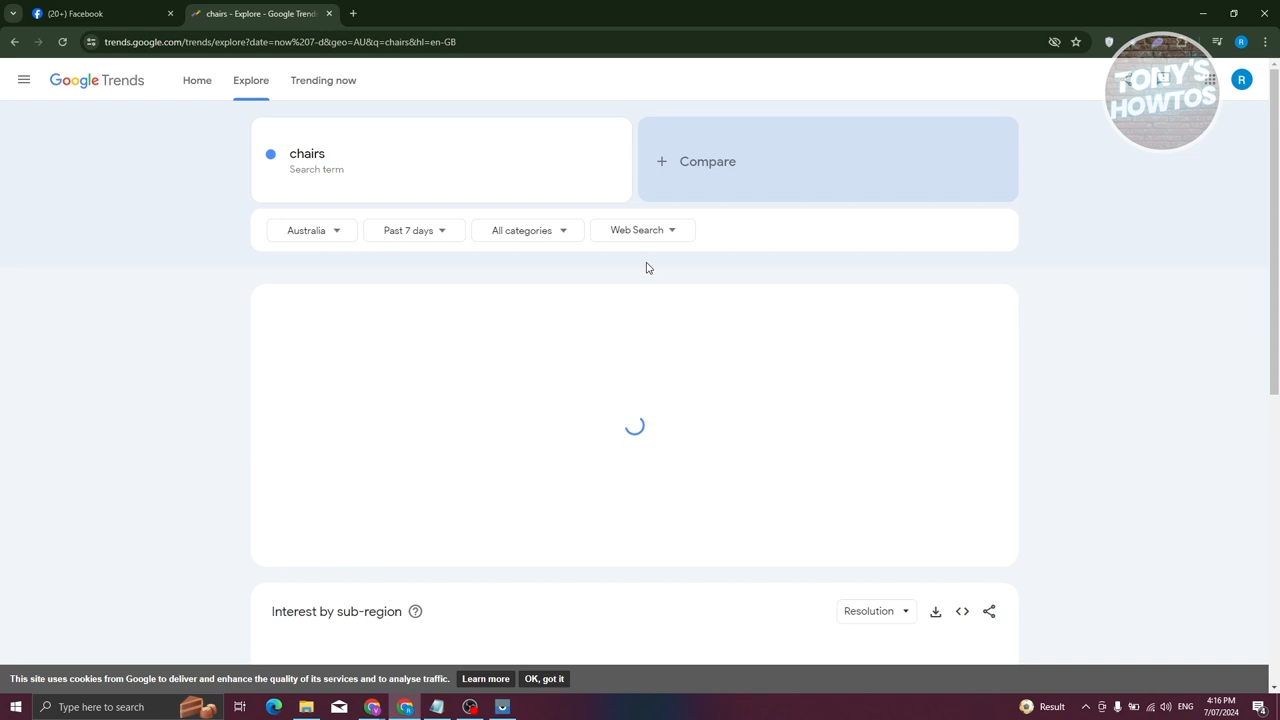 (20+) Facebook
chairs - Explore - Google Trends
trends.google.com/trends/explore?date=now%207-d&geo=AU&q=chairs&hl=en-GB
Google Trends
Home
Explore
Trending now
R
TONY'S
HOWTOS
chairs
Search term
+ Compare
Australia
Past 7 days
All categories
Web Search
Interest by sub-region
Resolution
This site uses cookies from Google to deliver and enhance the quality of its services and to analyse traffic.
Learn more
OK, got it
Type here to search
Result
ENG
4:16 PM
7/07/2024